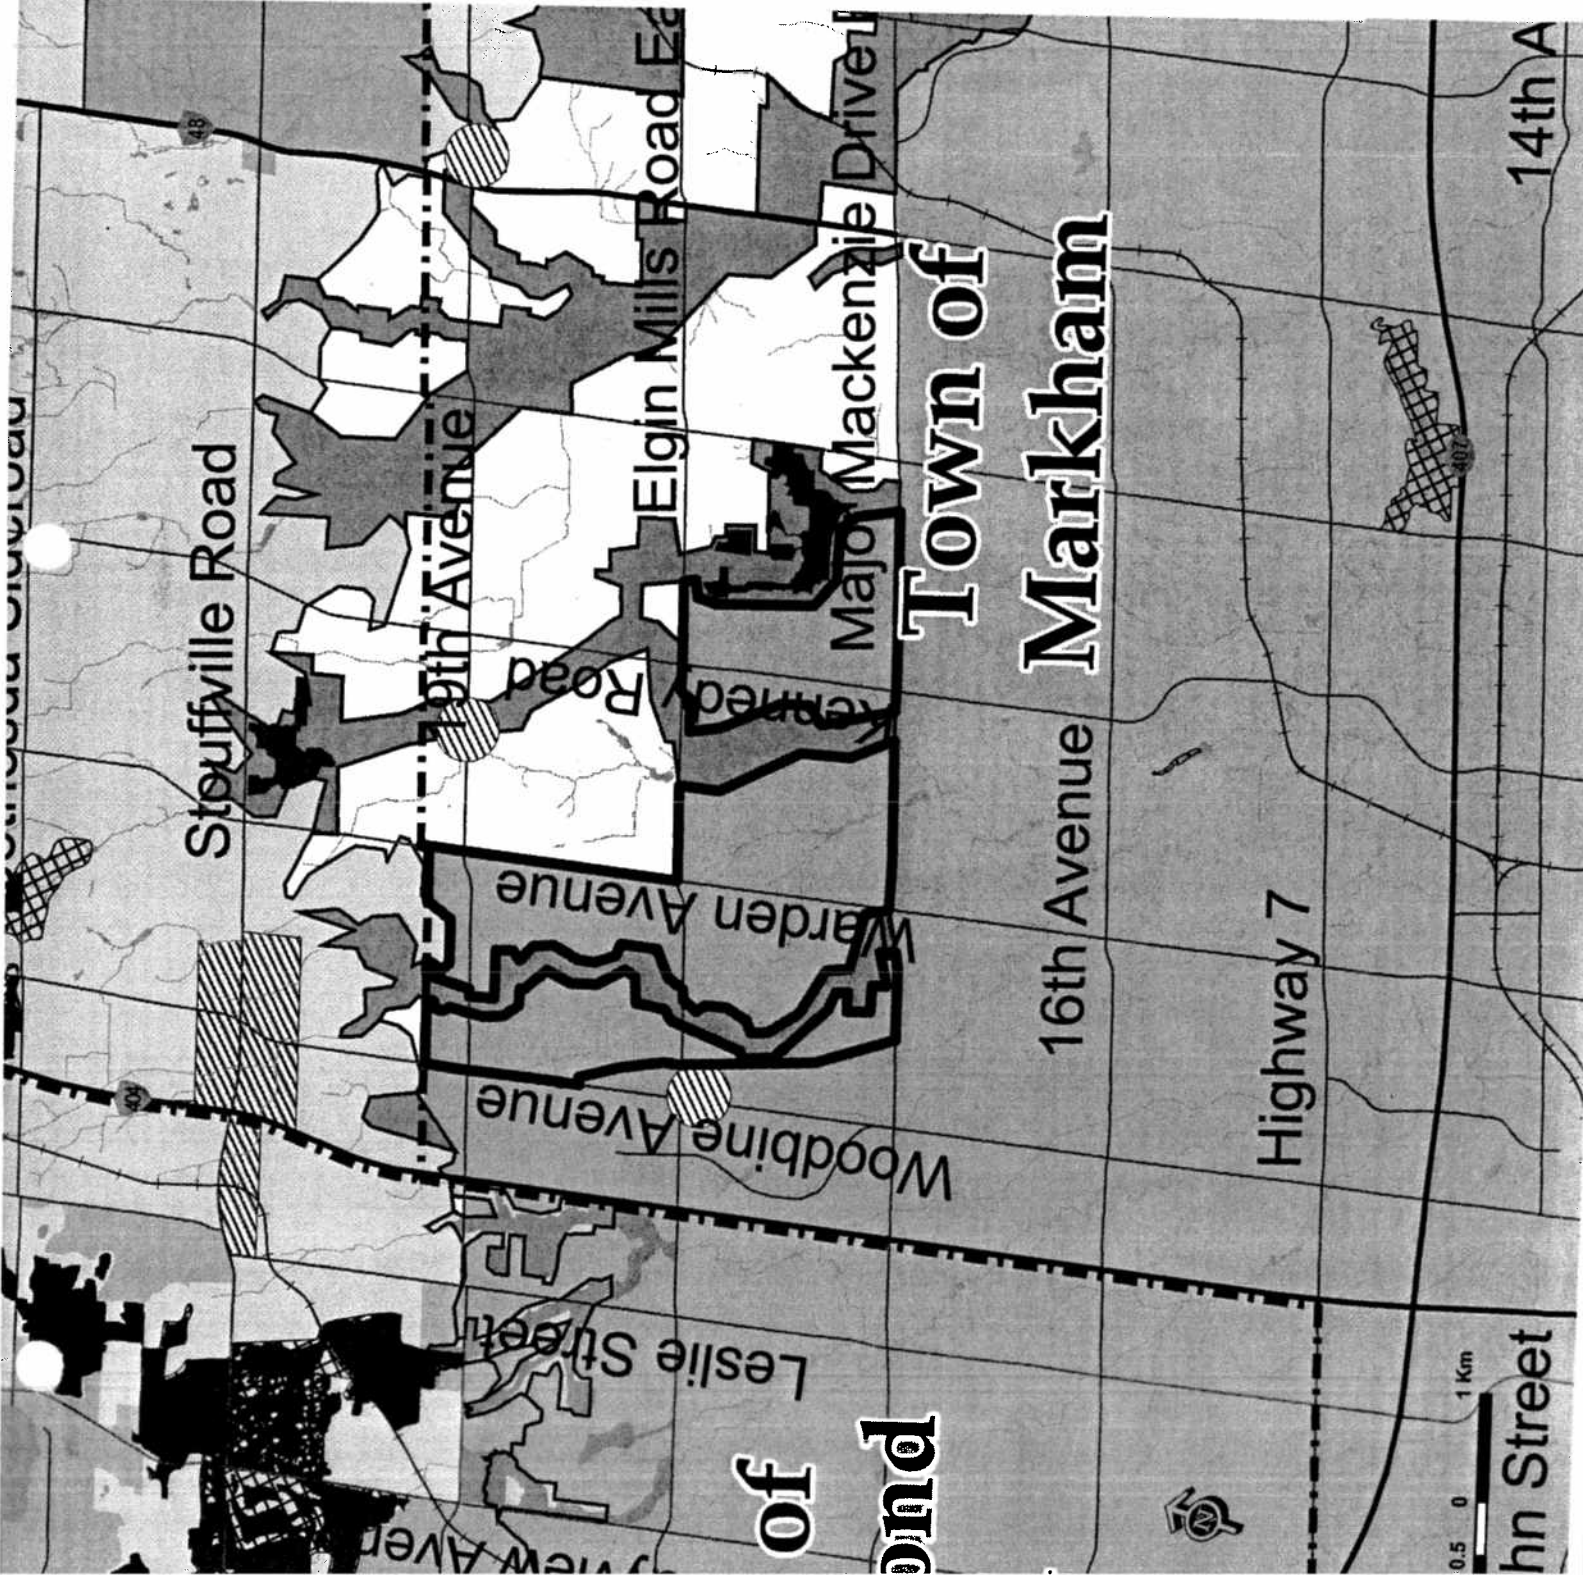 48
Stouffville Road
19th Avenue
Elgin Mills Road Ea
Major Mackenzie Drive E
Town of
Markham
16th Avenue
Highway 7
14th A
407
404
Kennedy Road
Warden Avenue
Woodbine Avenue
Leslie Street
yview Aven
of
ond
N
0.5 0 1 Km
hn Street